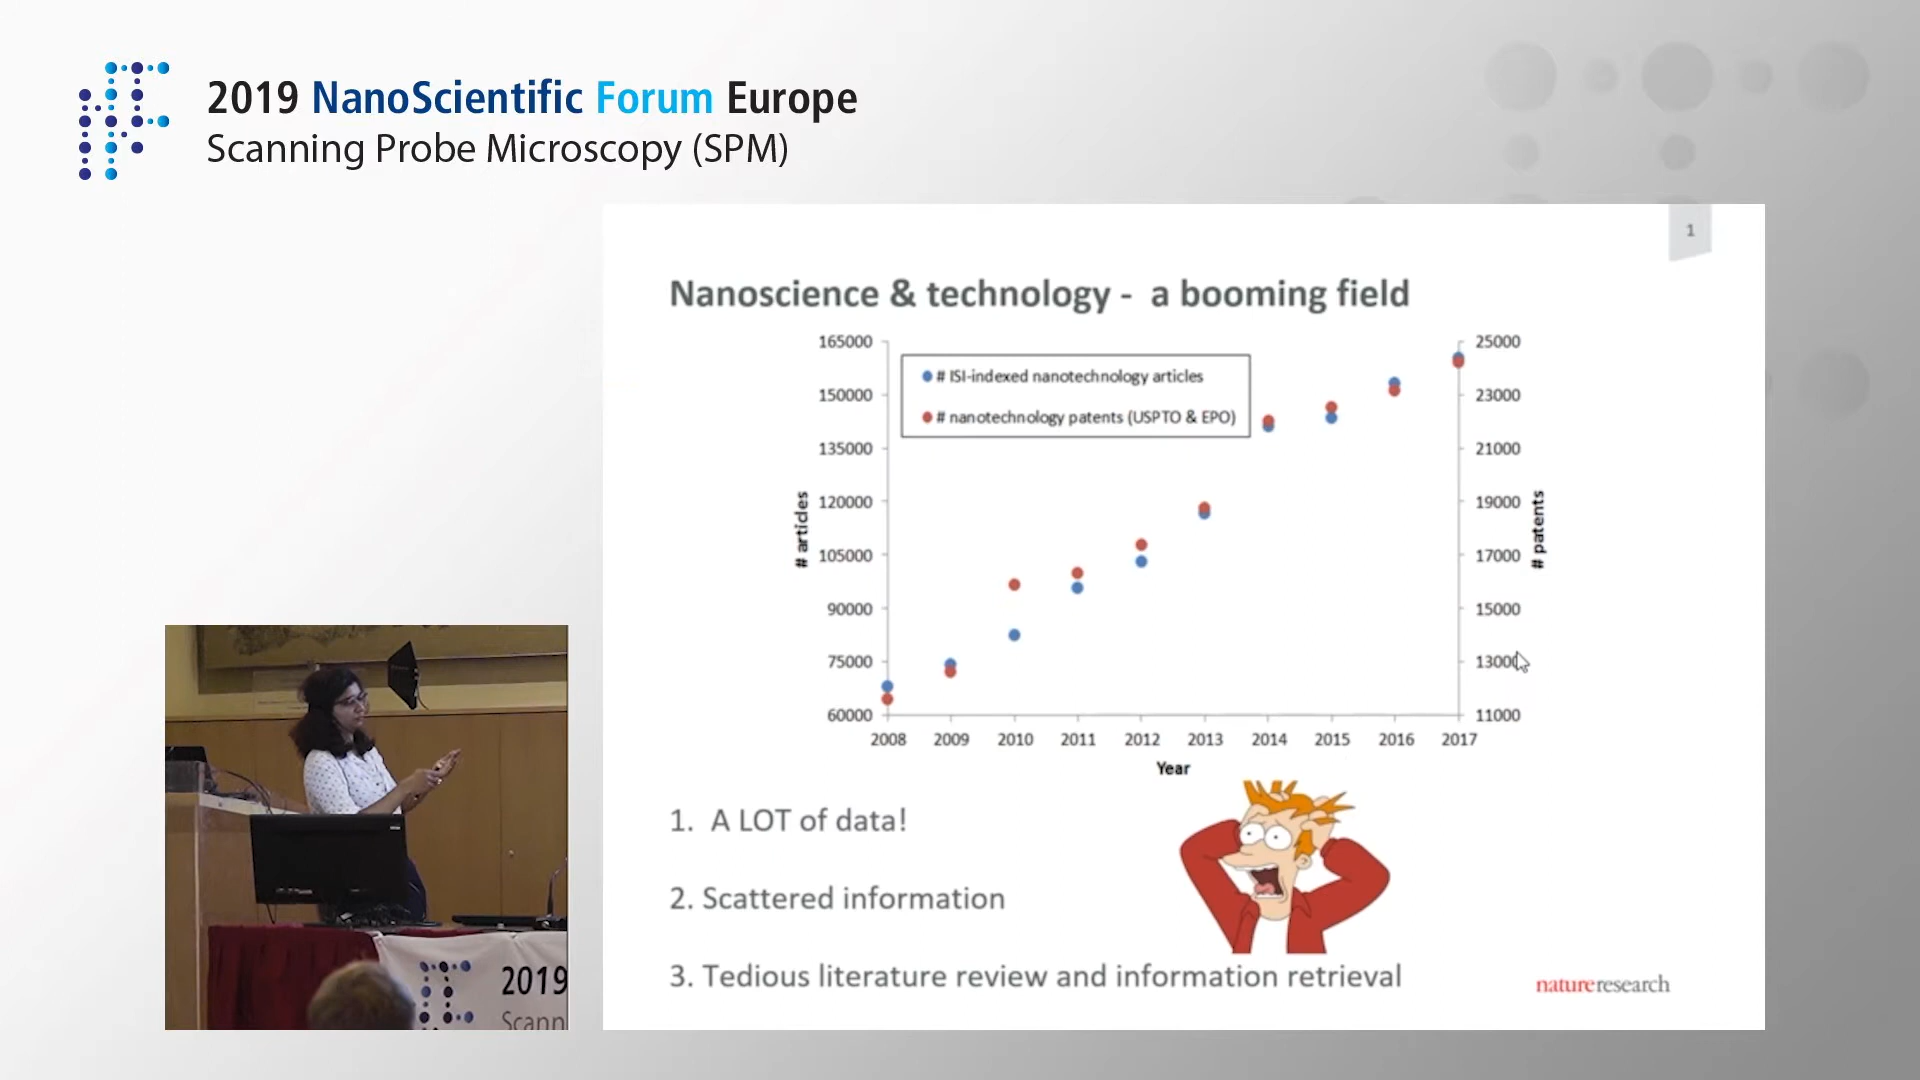 2019 NanoScientific Forum Europe
Scanning Probe Microscopy (SPM)
1
Nanoscience & technology - a booming field
165000
150000
135000
120000
105000
90000
75000
60000
# articles
# ISI-indexed nanotechnology articles
# nanotechnology patents (USPTO & EPO)
25000
23000
21000
19000
17000
15000
13000
11000
# patents
2008 2009 2010 2011 2012 2013 2014 2015 2016 2017
Year
1. A LOT of data!
2. Scattered information
3. Tedious literature review and information retrieval
natureresearch
2019
Scann